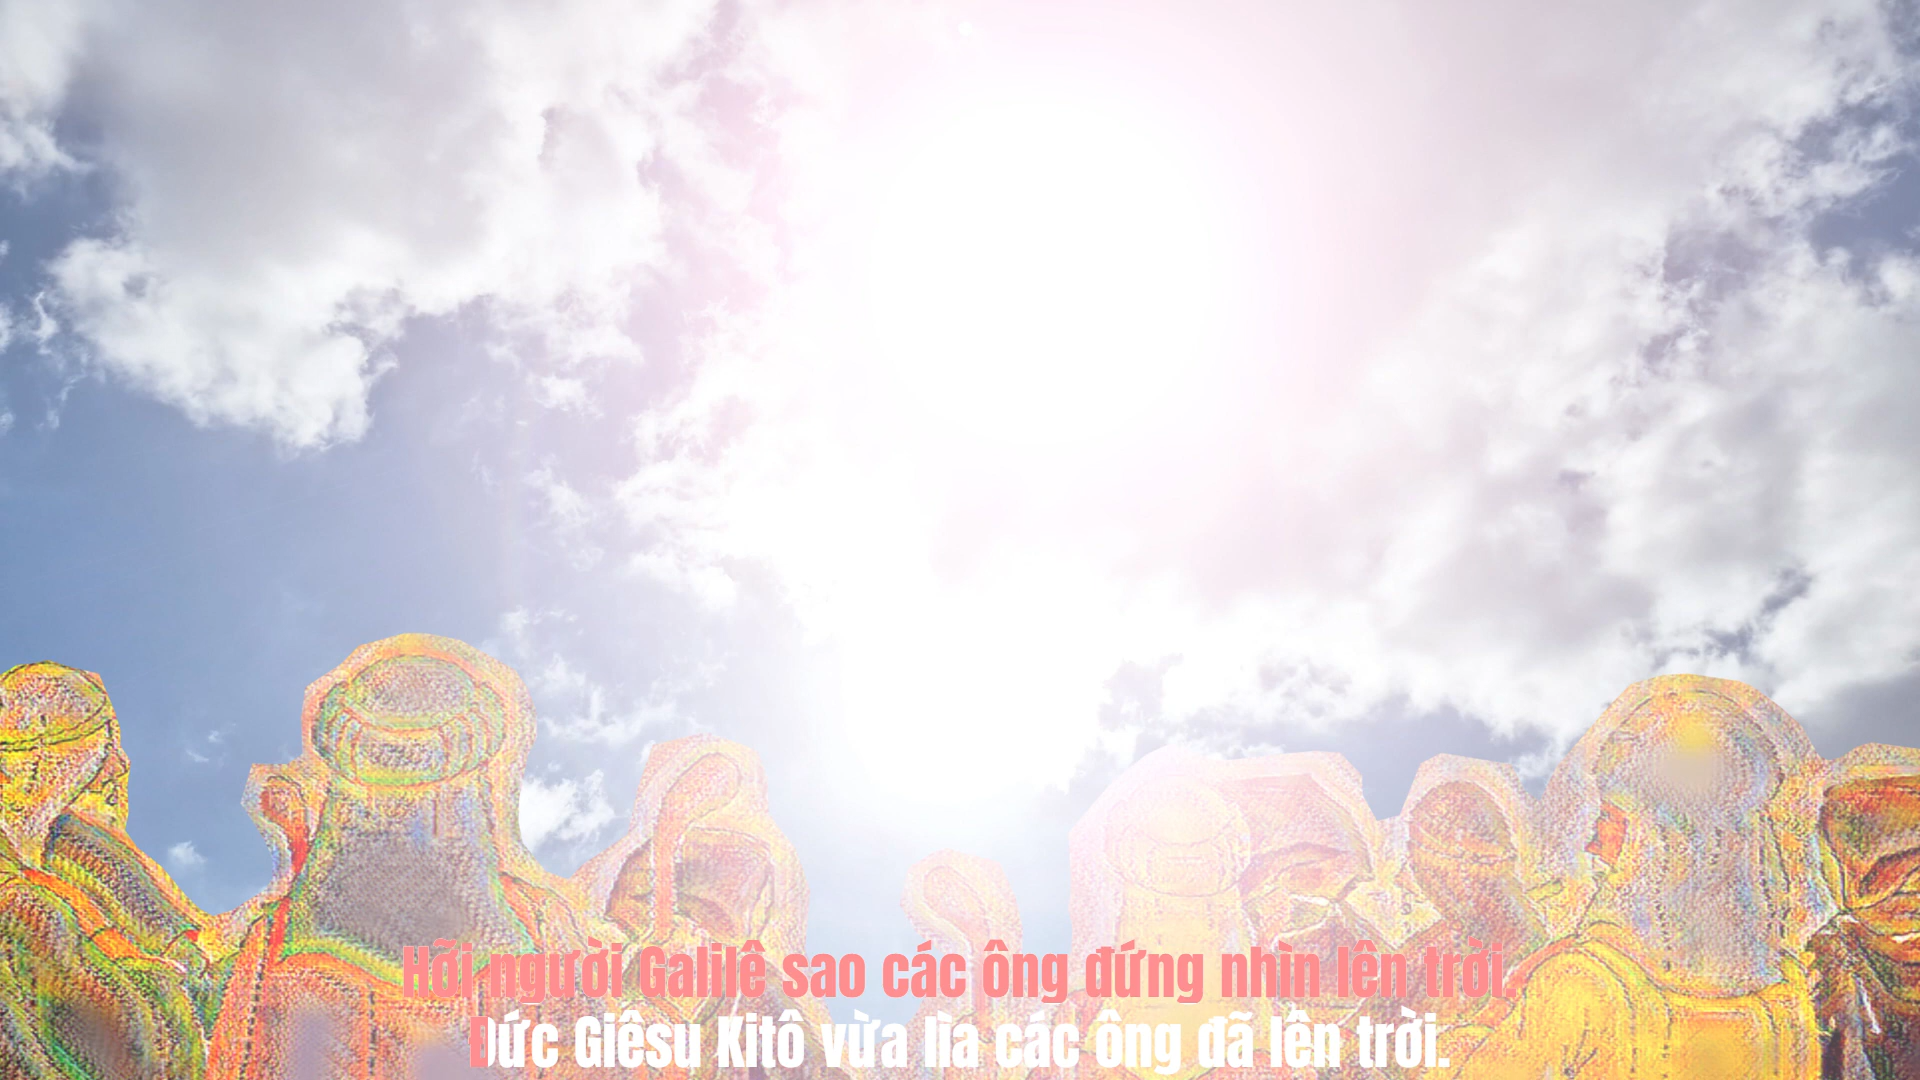 Hỡi người Galilê sao các ông đứng nhìn lên trời.
Đức Giêsu Kitô vừa lìa các ông đã lên trời.